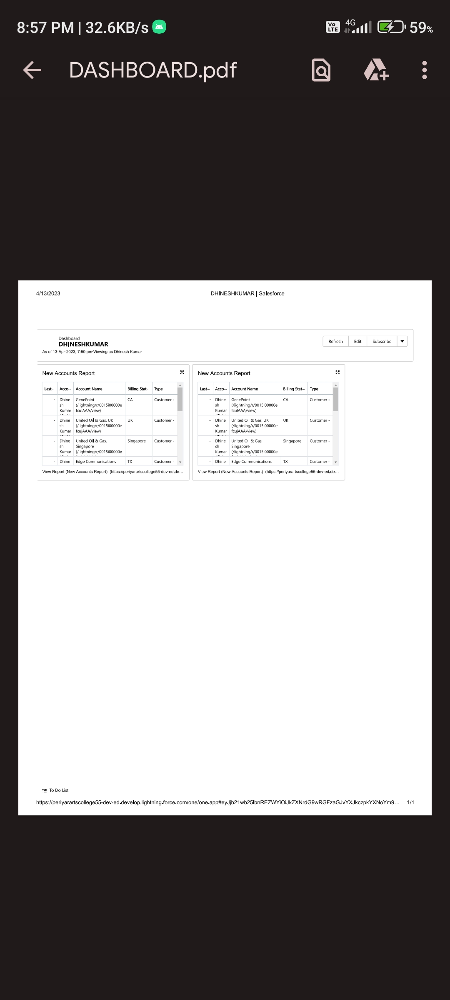 8:57 PM | 32.6KB/s
Vo LTE 4G 59%
DASHBOARD.pdf
4/13/2023 DHINESHKUMAR | Salesforce
Dashboard
DHINESHKUMAR
As of 13-Apr-2023, 7:50 pm•Viewing as Dhinesh Kumar
Refresh Edit Subscribe
New Accounts Report
Last··· Acco··· Account Name Billing Stat··· Type
- Dhine GenePoint CA Customer -
sh (/lightning/r/0015i00000e
Kumar fculAAA/view)
- Dhine United Oil & Gas, UK UK Customer -
sh (/lightning/r/0015i00000e
Kumar fcujAAA/view)
- Dhine United Oil & Gas, Singapore Customer -
sh Singapore
Kumar (/lightning/r/0015i00000e
- Dhine Edge Communications TX Customer -
View Report (New Accounts Report) (https://periyarartscollege55-dev-ed.de...
New Accounts Report
Last··· Acco··· Account Name Billing Stat··· Type
- Dhine GenePoint CA Customer -
sh (/lightning/r/0015i00000e
Kumar fculAAA/view)
- Dhine United Oil & Gas, UK UK Customer -
sh (/lightning/r/0015i00000e
Kumar fcujAAA/view)
- Dhine United Oil & Gas, Singapore Customer -
sh Singapore
Kumar (/lightning/r/0015i00000e
- Dhine Edge Communications TX Customer -
View Report (New Accounts Report) (https://periyarartscollege55-dev-ed.de...
To Do List
https://periyarartscollege55-dev-ed.develop.lightning.force.com/one/one.app#eyJjb21wb25lbnREZWYiOiJkZXNrdG9wRGFzaGJvYXJkczpkYXNoYm9... 1/1